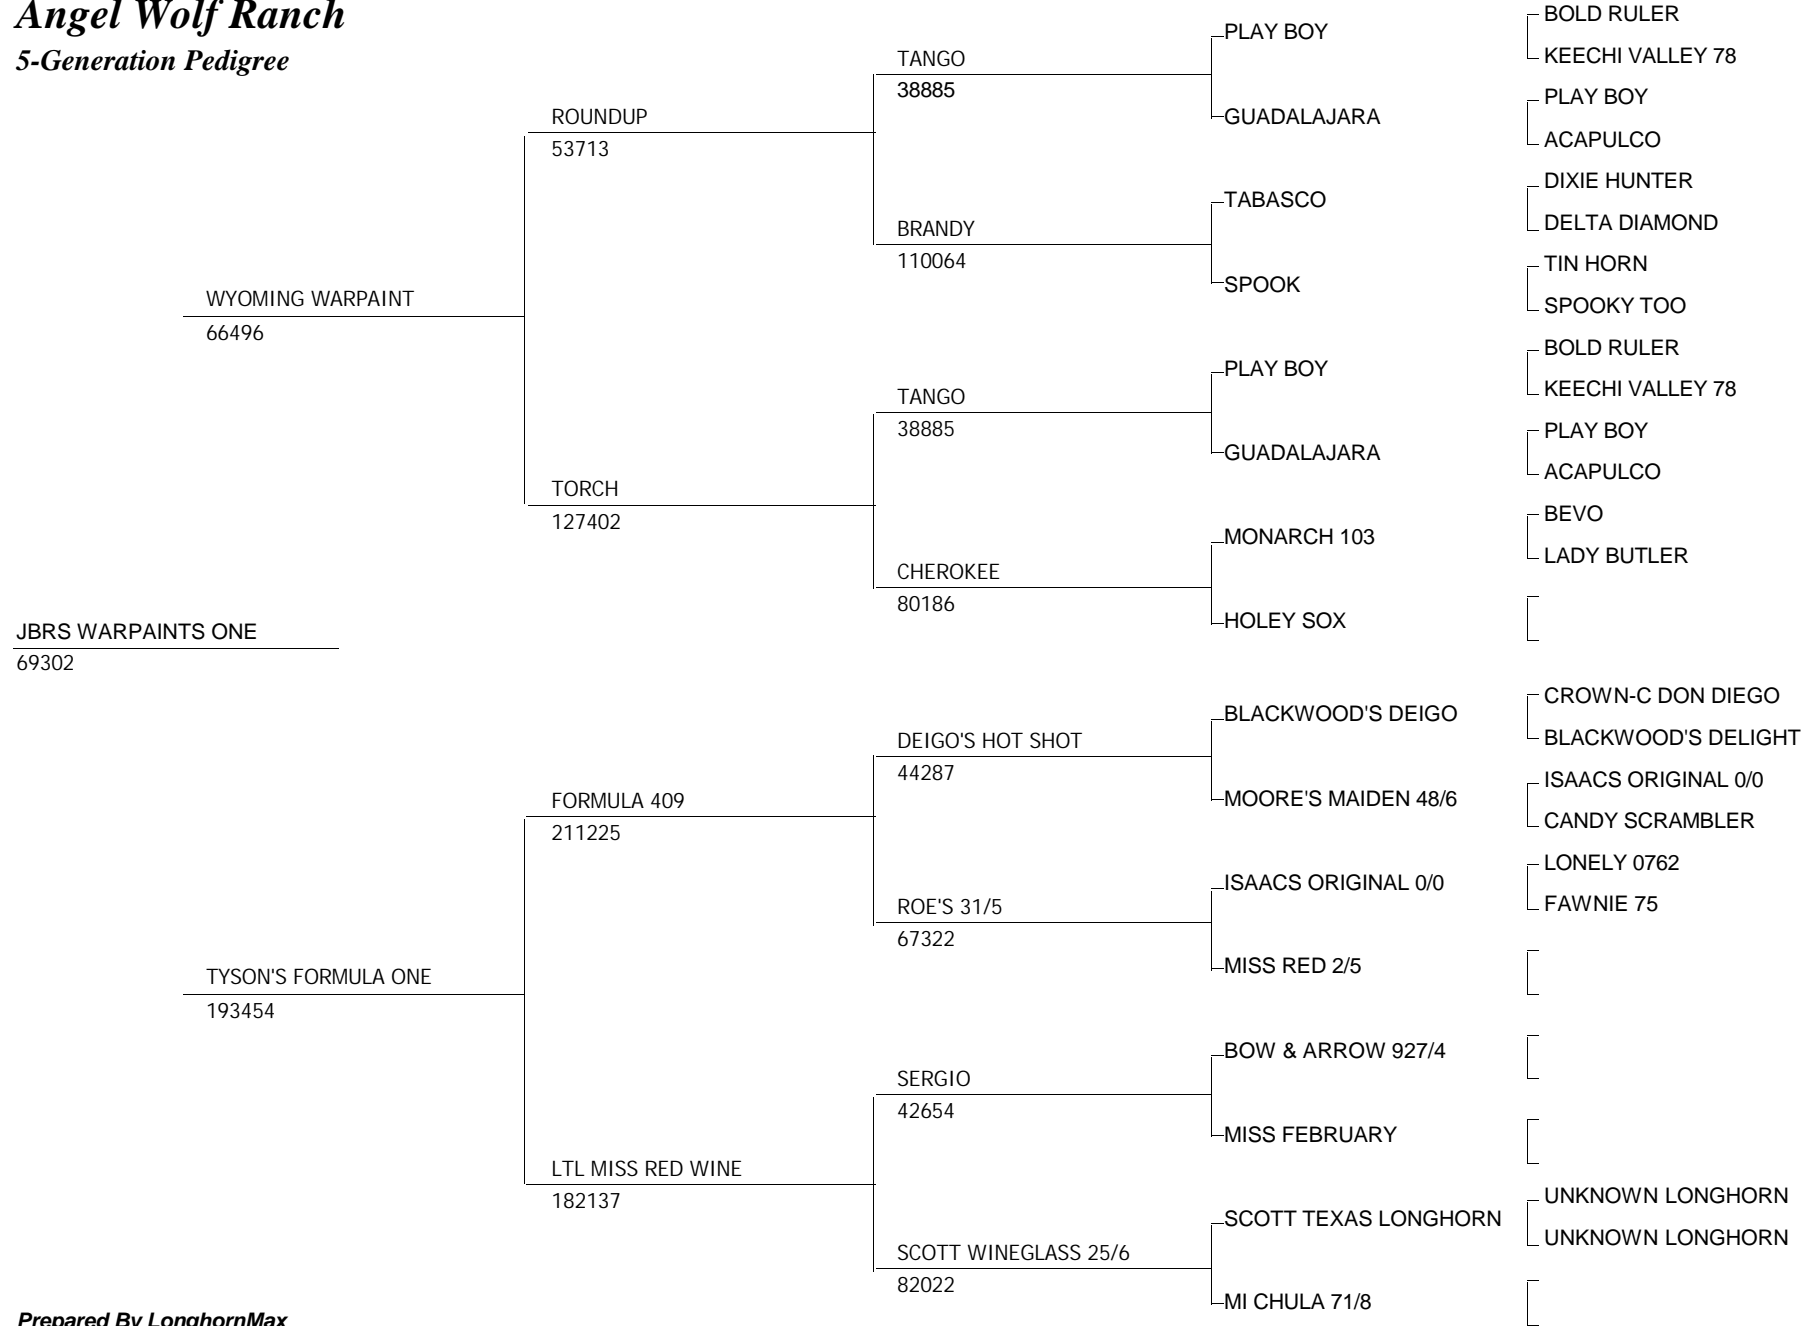 Angel Wolf Ranch
5-Generation Pedigree
JBRS WARPAINTS ONE
69302
WYOMING WARPAINT
66496
TYSON'S FORMULA ONE
193454
ROUNDUP
53713
TORCH
127402
FORMULA 409
211225
LTL MISS RED WINE
182137
TANGO
38885
BRANDY
110064
TANGO
38885
CHEROKEE
80186
DEIGO'S HOT SHOT
44287
ROE'S 31/5
67322
SERGIO
42654
SCOTT WINEGLASS 25/6
82022
PLAY BOY
GUADALAJARA
TABASCO
SPOOK
PLAY BOY
GUADALAJARA
MONARCH 103
HOLEY SOX
BLACKWOOD'S DEIGO
MOORE'S MAIDEN 48/6
ISAACS ORIGINAL 0/0
MISS RED 2/5
BOW & ARROW 927/4
MISS FEBRUARY
SCOTT TEXAS LONGHORN
MI CHULA 71/8
BOLD RULER
KEECHI VALLEY 78
PLAY BOY
ACAPULCO
DIXIE HUNTER
DELTA DIAMOND
TIN HORN
SPOOKY TOO
BOLD RULER
KEECHI VALLEY 78
PLAY BOY
ACAPULCO
BEVO
LADY BUTLER
CROWN-C DON DIEGO
BLACKWOOD'S DELIGHT
ISAACS ORIGINAL 0/0
CANDY SCRAMBLER
LONELY 0762
FAWNIE 75
UNKNOWN LONGHORN
UNKNOWN LONGHORN
Prepared By LonghornMax